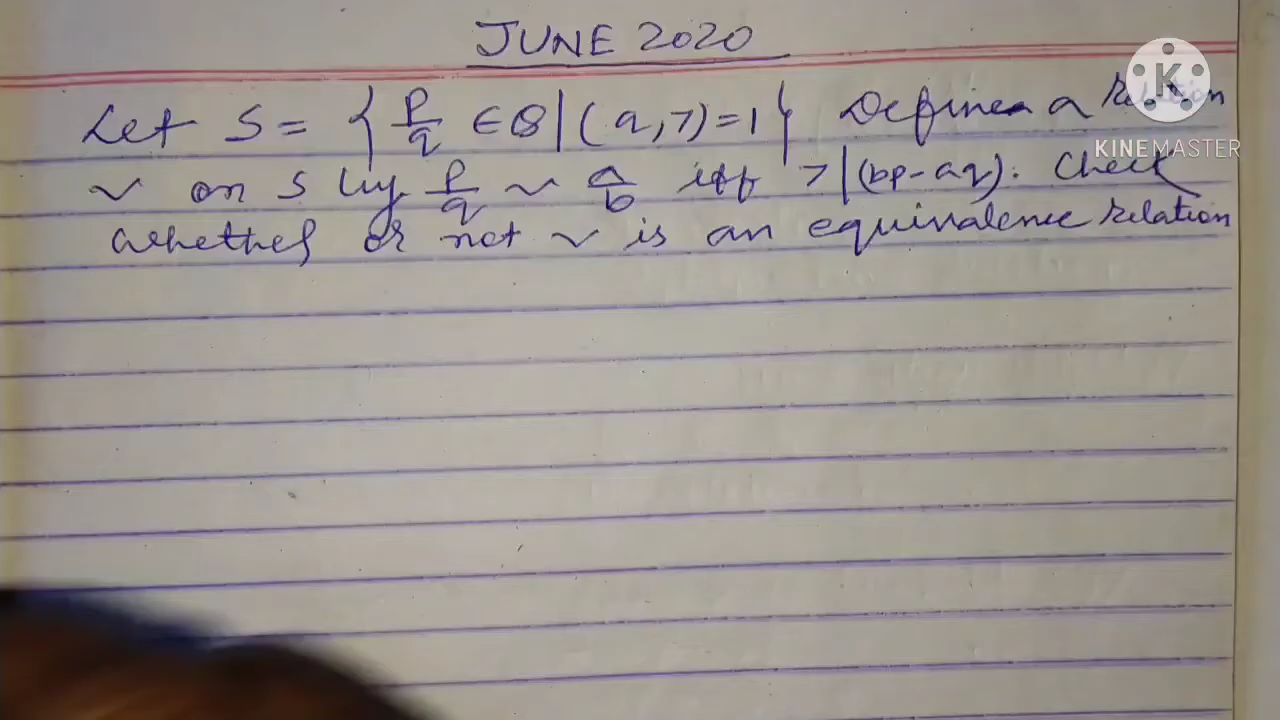 JUNE 2020
Let S = { p/q ∈ Q | (q,7)=1 } Define a relation
KINEMASTER
~ on S by p/q ~ a/b iff 7|(bp-aq). Check
whether or not ~ is an equivalence relation